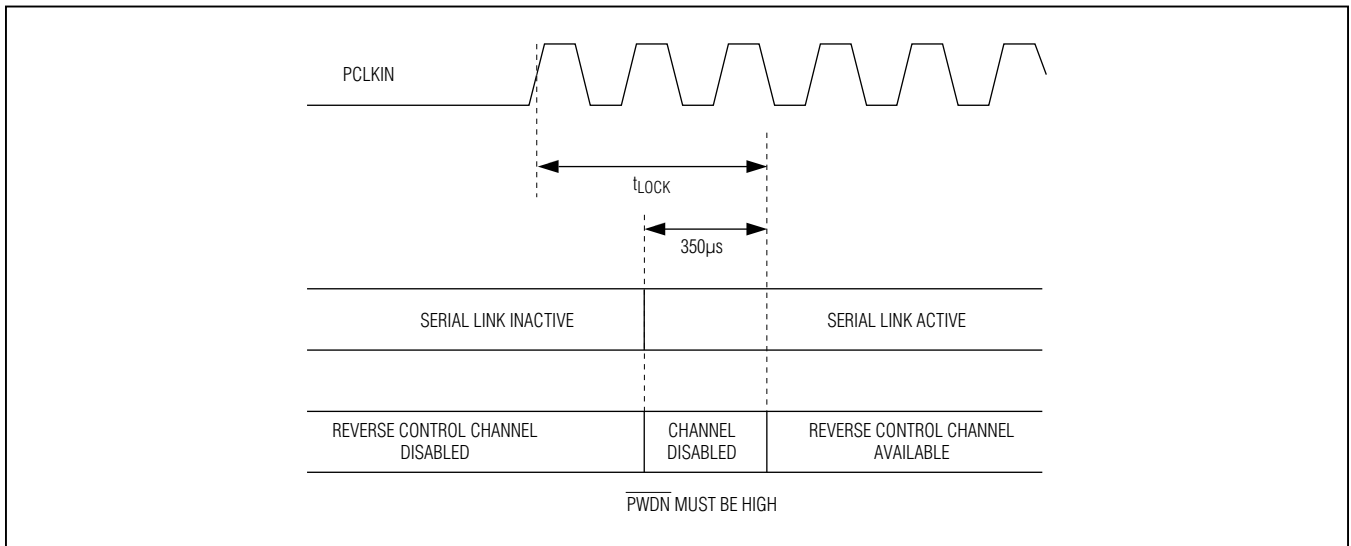 PCLKIN
tLOCK
350µs
SERIAL LINK INACTIVE
SERIAL LINK ACTIVE
REVERSE CONTROL CHANNEL
DISABLED
CHANNEL
DISABLED
REVERSE CONTROL CHANNEL
AVAILABLE
PWDN MUST BE HIGH